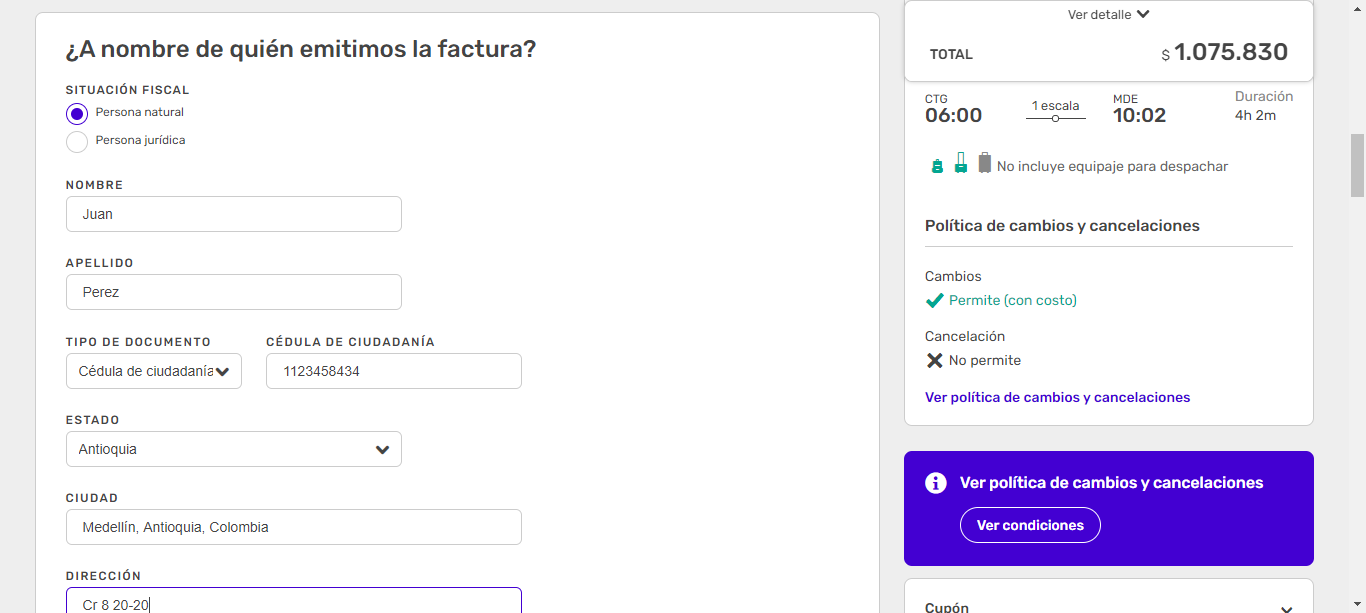 ¿A nombre de quién emitimos la factura?
SITUACIÓN FISCAL
Persona natural
Persona jurídica
NOMBRE
Juan
APELLIDO
Perez
TIPO DE DOCUMENTO
Cédula de ciudadanía
CÉDULA DE CIUDADANÍA
1123458434
ESTADO
Antioquia
CIUDAD
Medellín, Antioquia, Colombia
DIRECCIÓN
Cr 8 20-20
Ver detalle
TOTAL
$ 1.075.830
CTG
06:00
1 escala
MDE
10:02
Duración
4h 2m
No incluye equipaje para despachar
Política de cambios y cancelaciones
Cambios
Permite (con costo)
Cancelación
No permite
Ver política de cambios y cancelaciones
Ver política de cambios y cancelaciones
Ver condiciones
Cupón